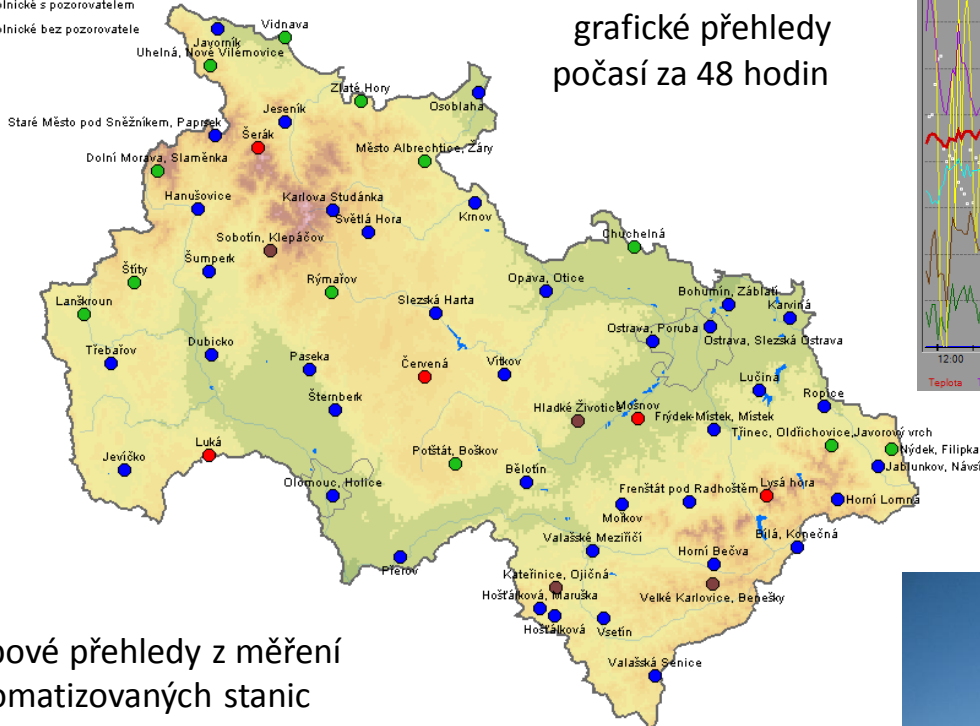 olnické s pozorovatelem
olnické bez pozorovatele
grafické přehledy
počasí za 48 hodin
Vidnava
Javorník
Uhelná, Nové Vilémovice
Zlaté Hory
Osoblaha
Jeseník
Staré Město pod Sněžníkem, Paprsek
Šerák
Město Albrechtice, Žáry
Dolní Morava, Slaměnka
Hanušovice
Karlova Studánka
Světlá Hora
Krnov
Sobotín, Klepáčov
Chuchelná
Šumperk
Štíty
Rýmařov
Opava, Otice
Lanškroun
Slezská Harta
Bohumín, Záblatí
Karviná
Ostrava, Poruba
Ostrava, Slezská Ostrava
Třebařov
Dubicko
Paseka
Červená
Vítkov
12:00
Lučina
Teplota
Šternberk
Ropice
Hladké Životice
Mošnov
Frýdek-Místek, Místek
Třinec, Oldřichovice,Javorový vrch
Luká
Potštát, Boškov
Nýdek, Filipka
Jevíčko
Bělotín
Jablunkov, Návsí
Olomouc, Holice
Frenštát pod Radhoštěm
Lysá hora
Horní Lomná
Mořkov
Valašské Meziříčí
Bílá, Konečná
Přerov
Horní Bečva
Kateřinice, Ojičná
Hošťálková, Maruška
Velké Karlovice, Benešky
Hošťálková
Vsetín
Valašská Senice
pové přehledy z měření
omatizovaných stanic